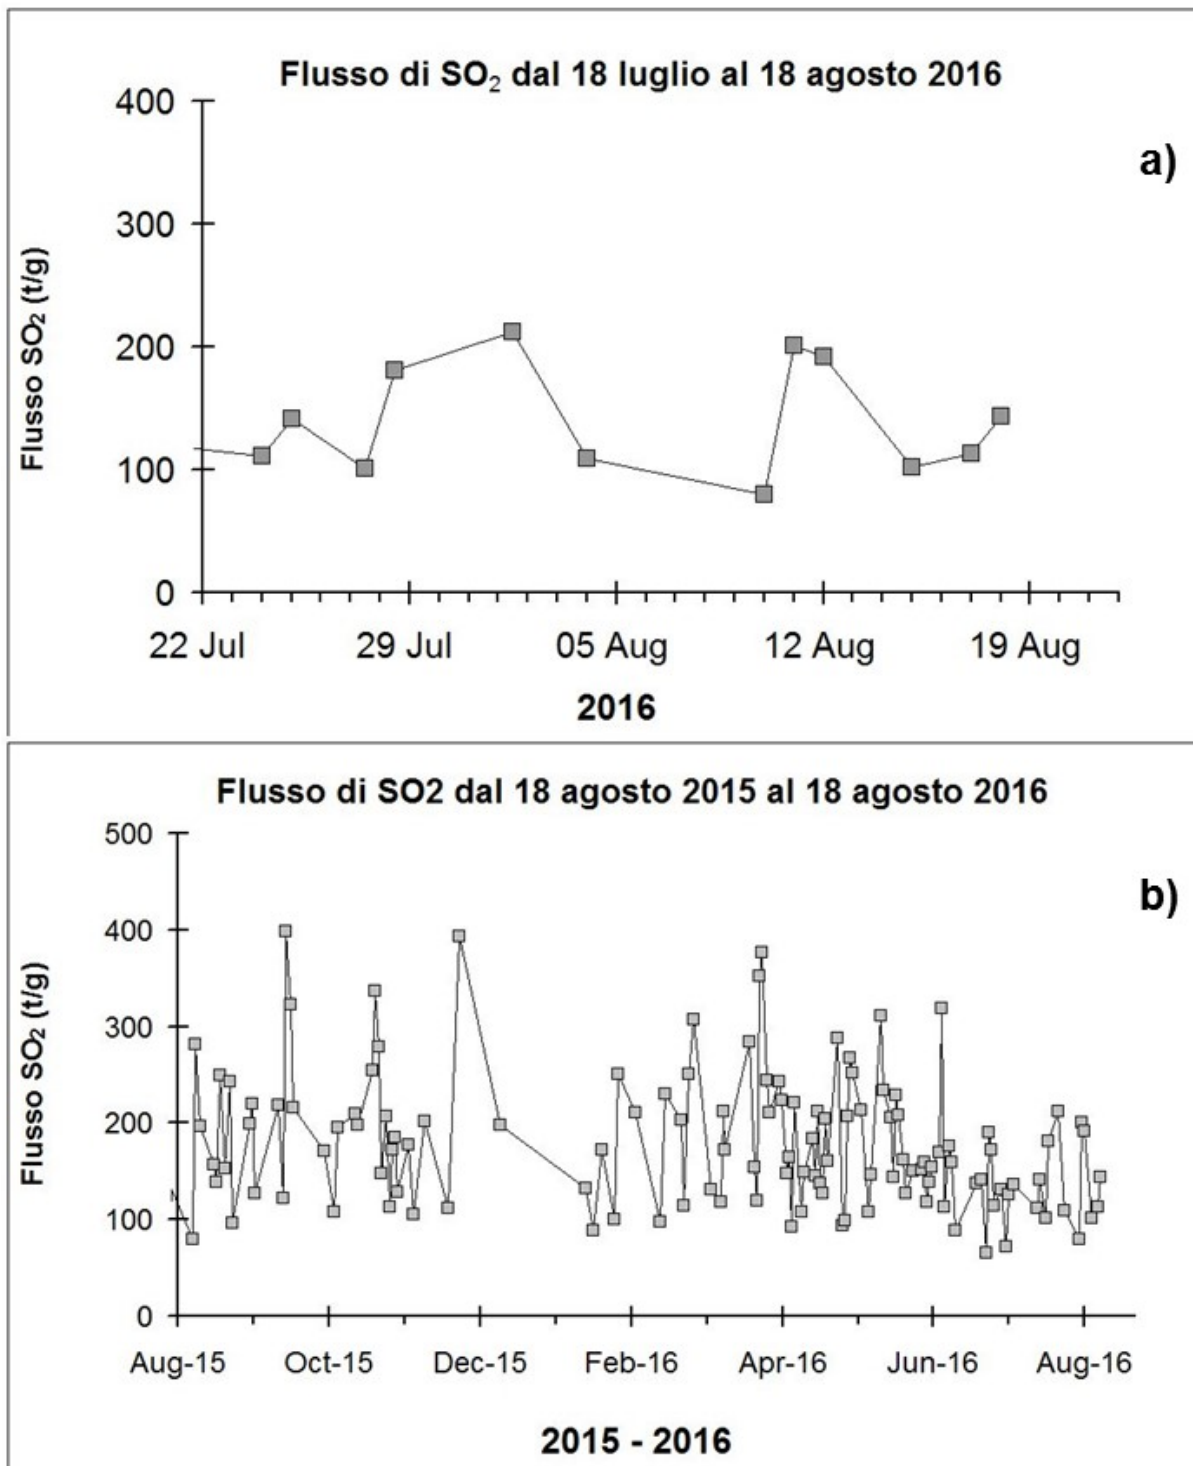 Flusso di SO₂ dal 18 luglio al 18 agosto 2016
a)
400
300
200
100
0
Flusso SO₂ (t/g)
22 Jul 29 Jul 05 Aug 12 Aug 19 Aug
2016
Flusso di SO2 dal 18 agosto 2015 al 18 agosto 2016
b)
500
400
300
200
100
0
Flusso SO₂ (t/g)
Aug-15 Oct-15 Dec-15 Feb-16 Apr-16 Jun-16 Aug-16
2015 - 2016